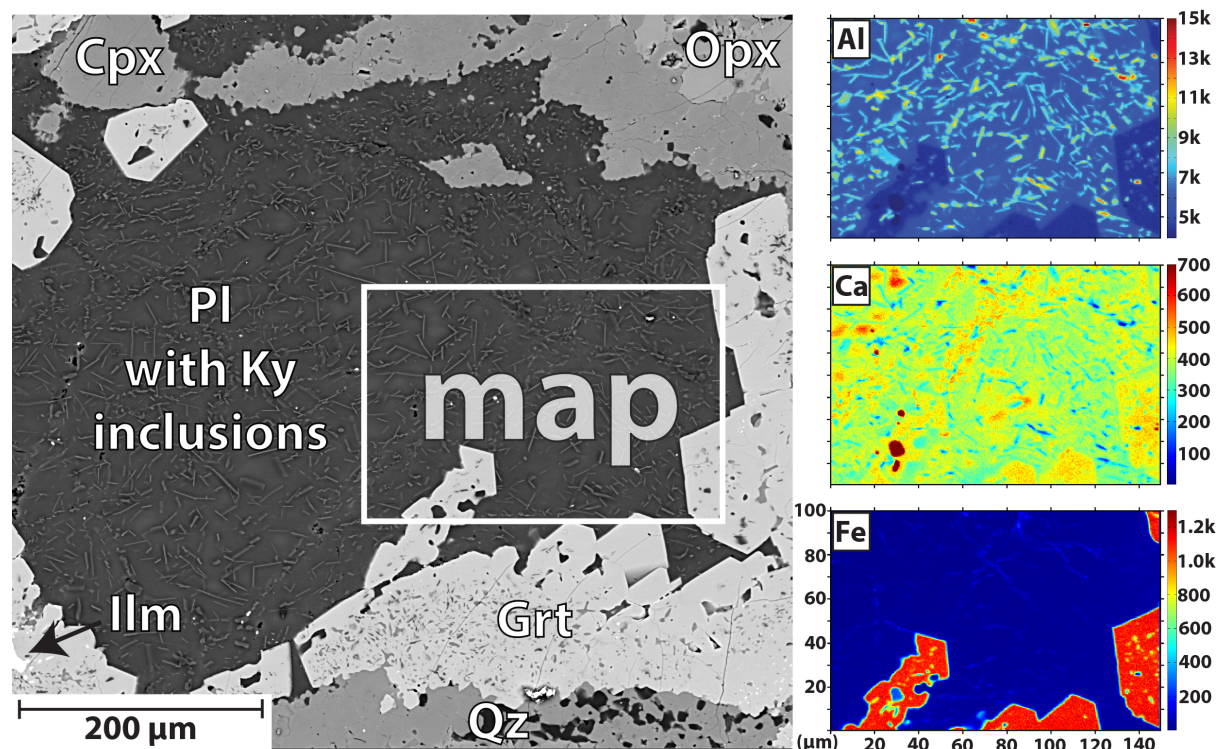 Cpx
Opx
Pl
with Ky
inclusions
map
Ilm
Grt
Qz
200 µm
Al
15k
13k
11k
9k
7k
5k
Ca
700
600
500
400
300
200
100
Fe
100
80
60
40
20
(µm)
20
40
60
80
100
120
140
1.2k
1.0k
800
600
400
200